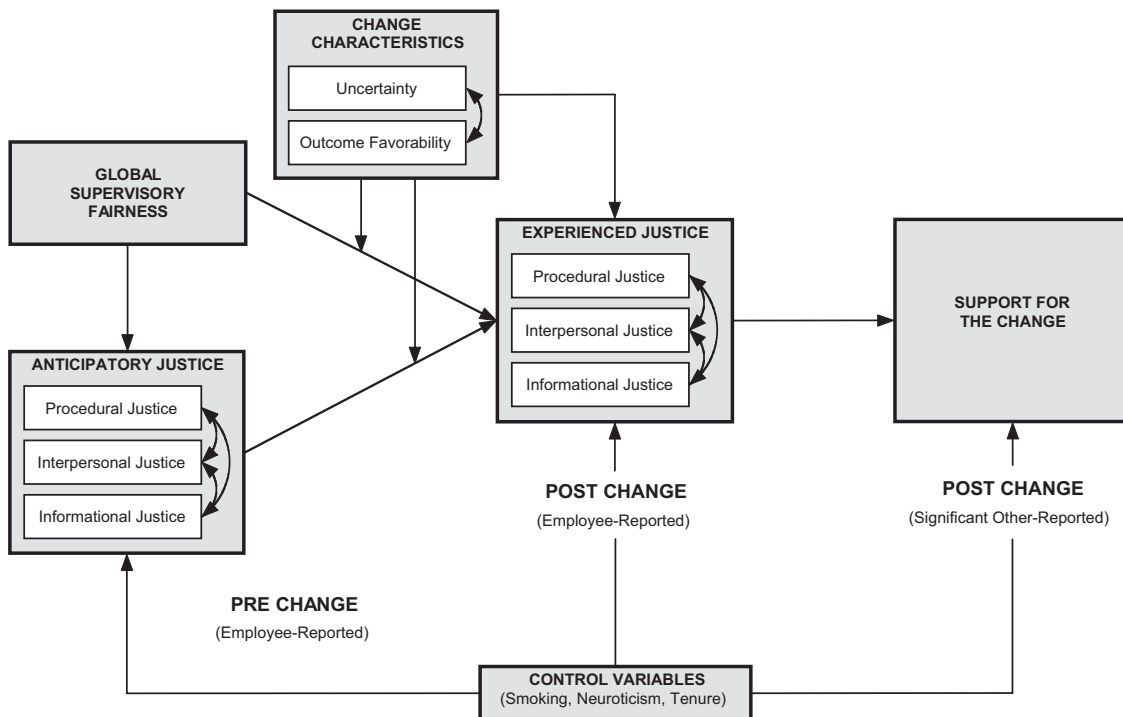 CHANGE
CHARACTERISTICS
Uncertainty
Outcome Favorability
GLOBAL
SUPERVISORY
FAIRNESS
EXPERIENCED JUSTICE
Procedural Justice
Interpersonal Justice
Informational Justice
SUPPORT FOR
THE CHANGE
ANTICIPATORY JUSTICE
Procedural Justice
Interpersonal Justice
Informational Justice
POST CHANGE
(Employee-Reported)
POST CHANGE
(Significant Other-Reported)
PRE CHANGE
(Employee-Reported)
CONTROL VARIABLES
(Smoking, Neuroticism, Tenure)